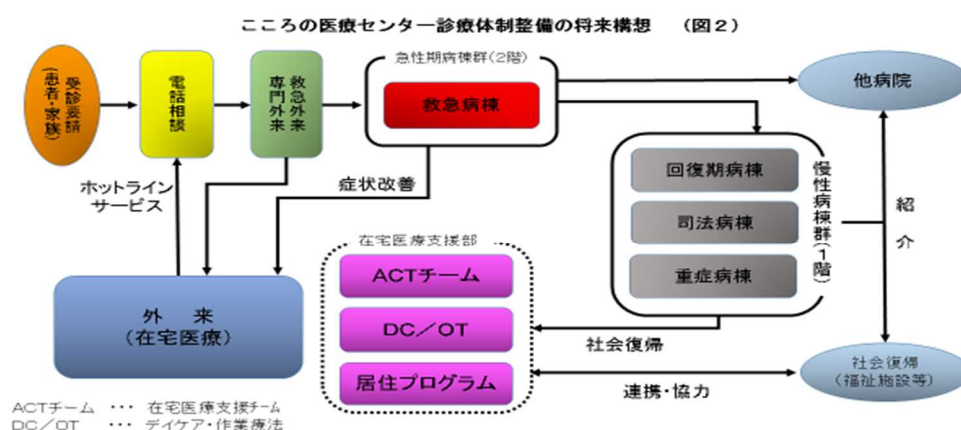 こころの医療センター診療体制整備の将来構想　（図２）
急性期病棟群(2階)
受診要請
(患者・家族)
電話相談
救急外来
専門外来
救急病棟
他病院
ホットライン
サービス
症状改善
回復期病棟
司法病棟
重症病棟
慢性病棟群(1階)
紹　介
在宅医療支援部
ACTチーム
DC／OT
居住プログラム
外　来
(在宅医療)
社会復帰
連携・協力
社会復帰
(福祉施設等)
ACTチーム　･･･　在宅医療支援チーム
DC／OT　･･･　デイケア・作業療法